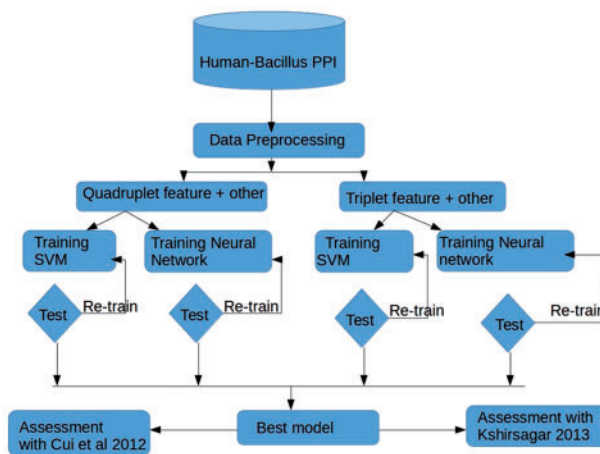 Human-Bacillus PPI
Data Preprocessing
Quadruplet feature + other
Triplet feature + other
Training
SVM
Training Neural
Network
Training
SVM
Training Neural
network
Test
Re-train
Test
Re-train
Test
Re-train
Test
Re-train
Assessment
with Cui et al 2012
Best model
Assessment with
Kshirsagar 2013